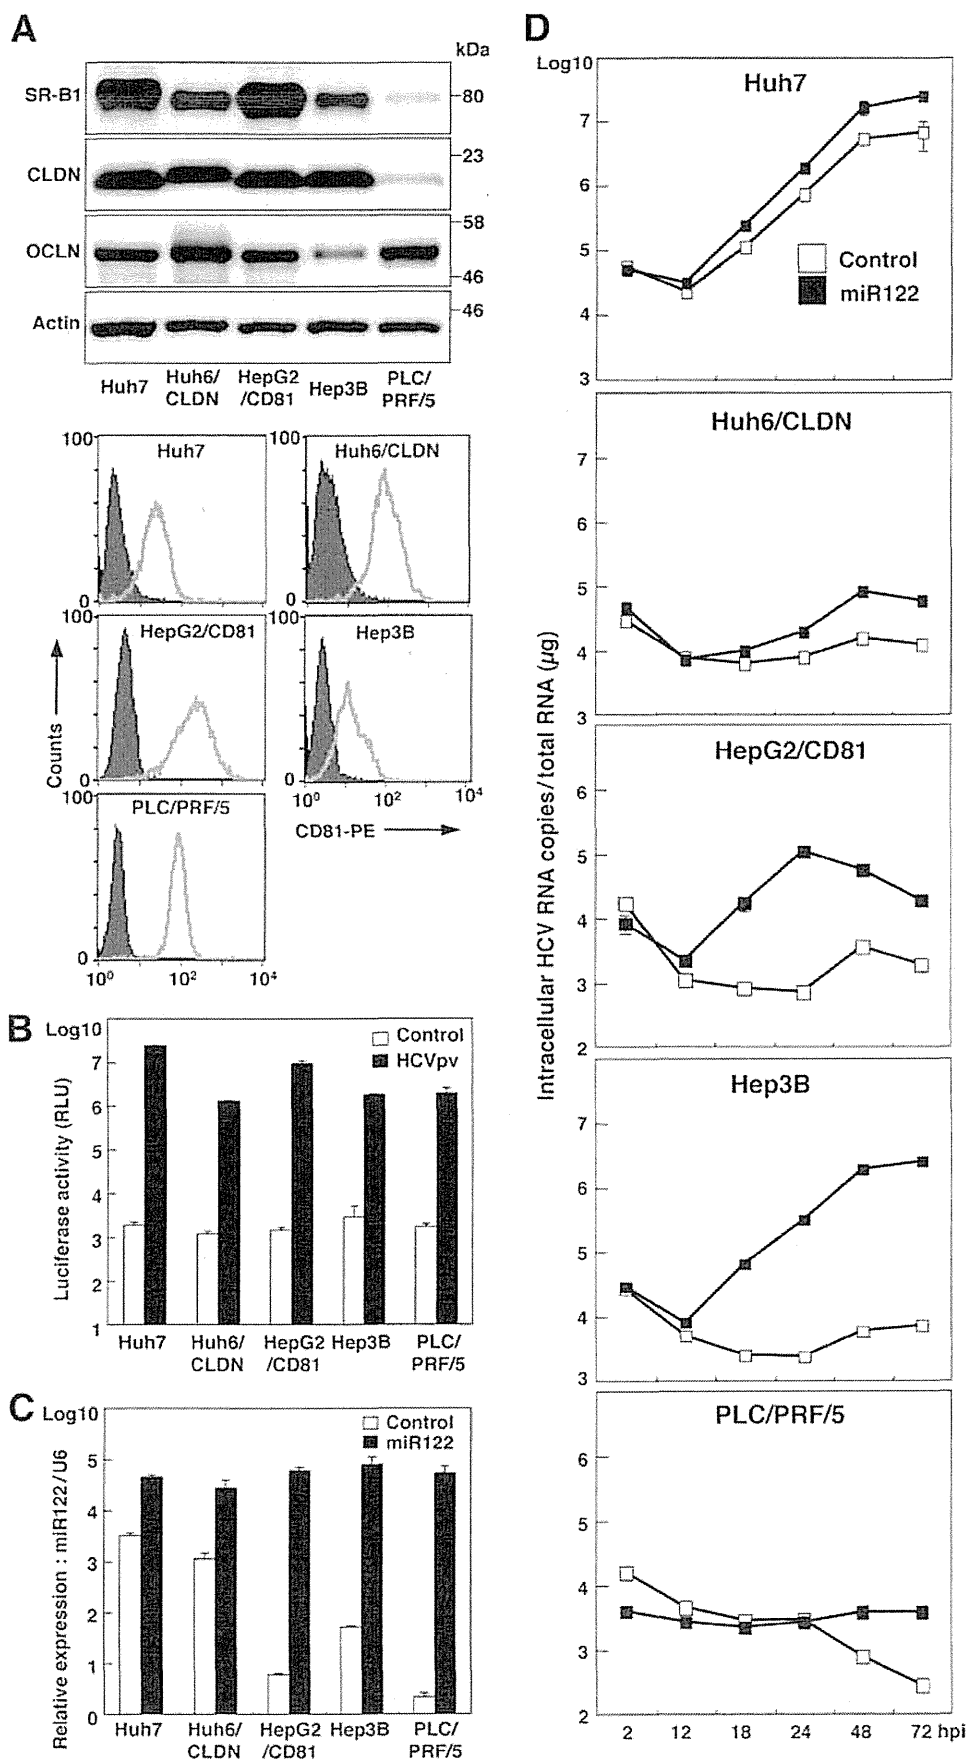 A
kDa
SR-B1
80
CLDN
23
OCLN
58
46
Actin
46
Huh7
Huh6/
CLDN
HepG2
/CD81
Hep3B
PLC/
PRF/5
100
Huh7
0
100
Huh6/CLDN
0
100
HepG2/CD81
0
100
Hep3B
0
10⁰ 10² 10⁴
CD81-PE
Counts
100
PLC/PRF/5
0
10⁰ 10² 10⁴
B
Log10
Control
HCVpv
Luciferase activity (RLU)
7
6
5
4
3
2
1
Huh7
Huh6/
CLDN
HepG2
/CD81
Hep3B
PLC/
PRF/5
C
Log10
Control
miR122
Relative expression : miR122/U6
5
4
3
2
1
0
Huh7
Huh6/
CLDN
HepG2
/CD81
Hep3B
PLC/
PRF/5
D
Log10
Intracellular HCV RNA copies/total RNA (µg)
Huh7
7
6
5
4
3
Control
miR122
Huh6/CLDN
7
6
5
4
3
HepG2/CD81
6
5
4
3
2
Hep3B
7
6
5
4
3
PLC/PRF/5
6
5
4
3
2
2 12 18 24 48 72 hpi